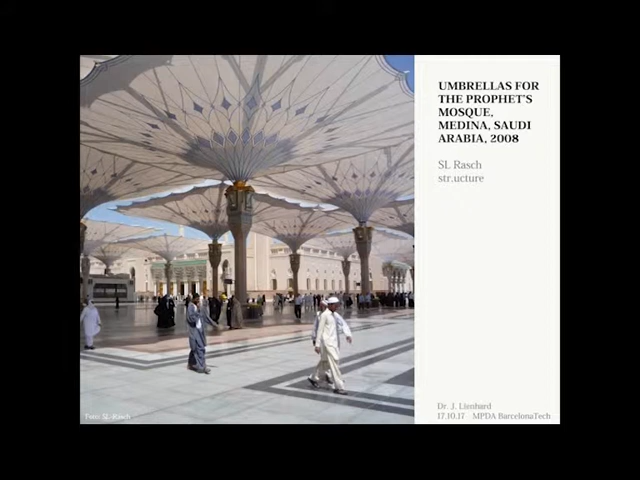 UMBRELLAS FOR
THE PROPHET'S
MOSQUE,
MEDINA, SAUDI
ARABIA, 2008
SL Rasch
str.ucture
Foto: SL-Rasch
Dr. J. Lienhard
17.10.17 MPDA BarcelonaTech